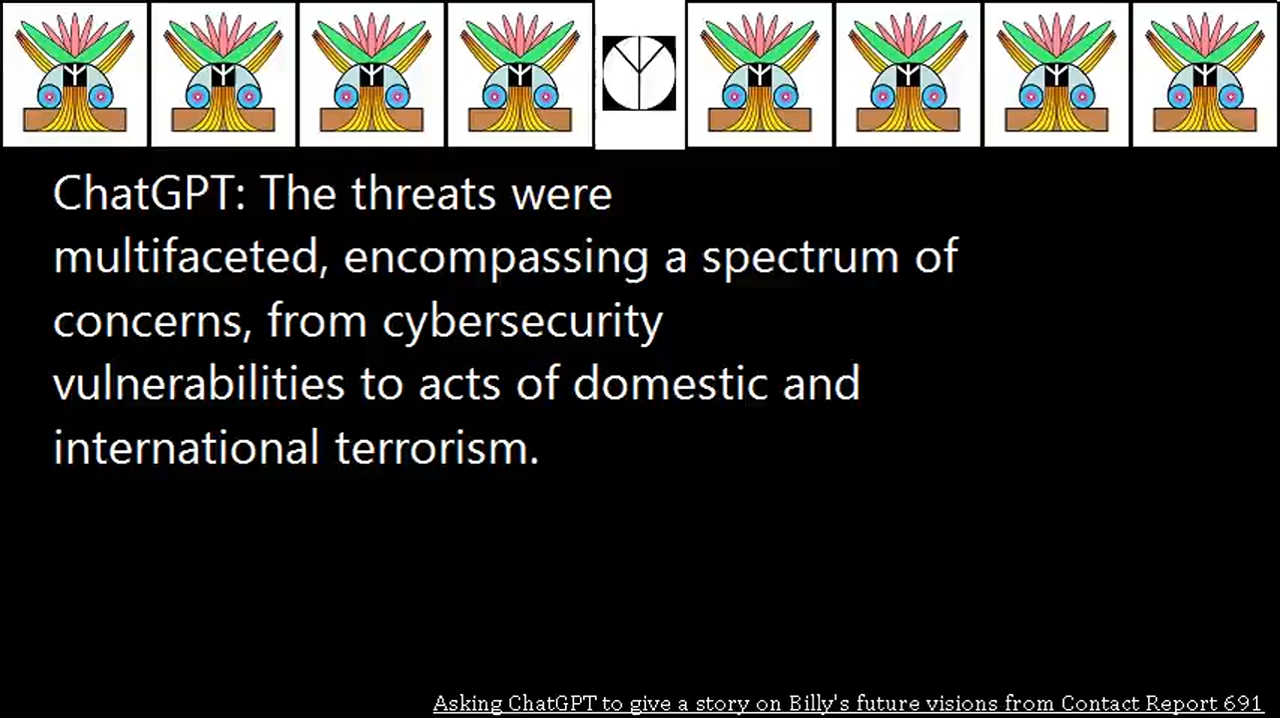 ChatGPT: The threats were
multifaceted, encompassing a spectrum of
concerns, from cybersecurity
vulnerabilities to acts of domestic and
international terrorism.
Asking ChatGPT to give a story on Billy's future visions from Contact Report 691